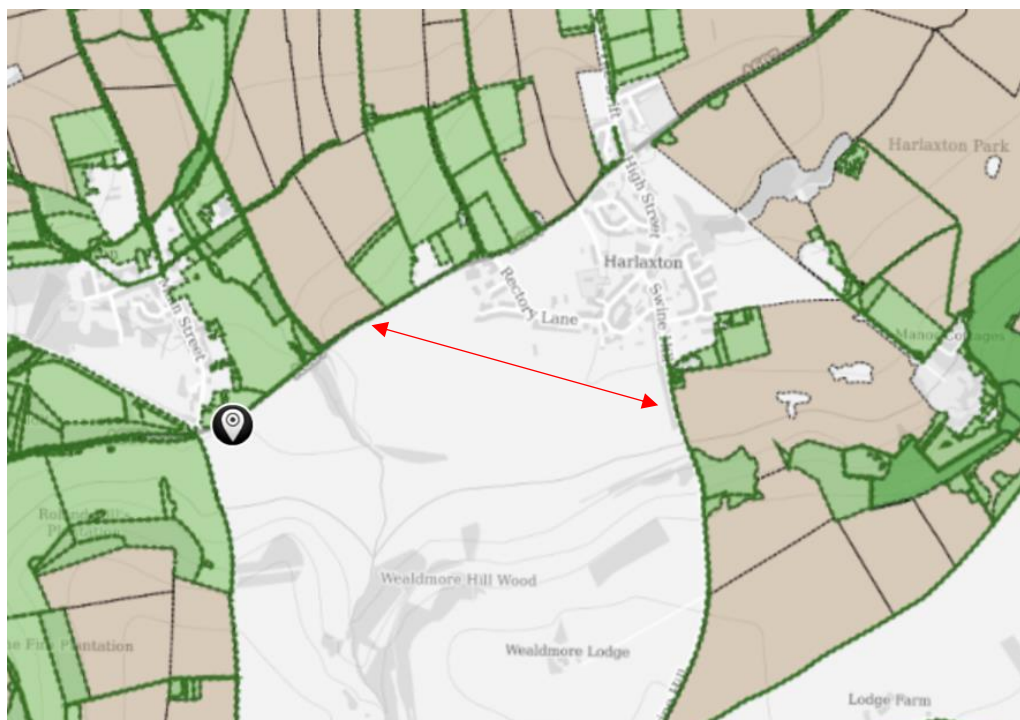 High Street
Harlaxton Park
Harlaxton
Rectory Lane
Swine Hill
Main Street
Manor Cottages
Wealdmore Hill Wood
Plantation
Wealdmore Lodge
Lodge Farm